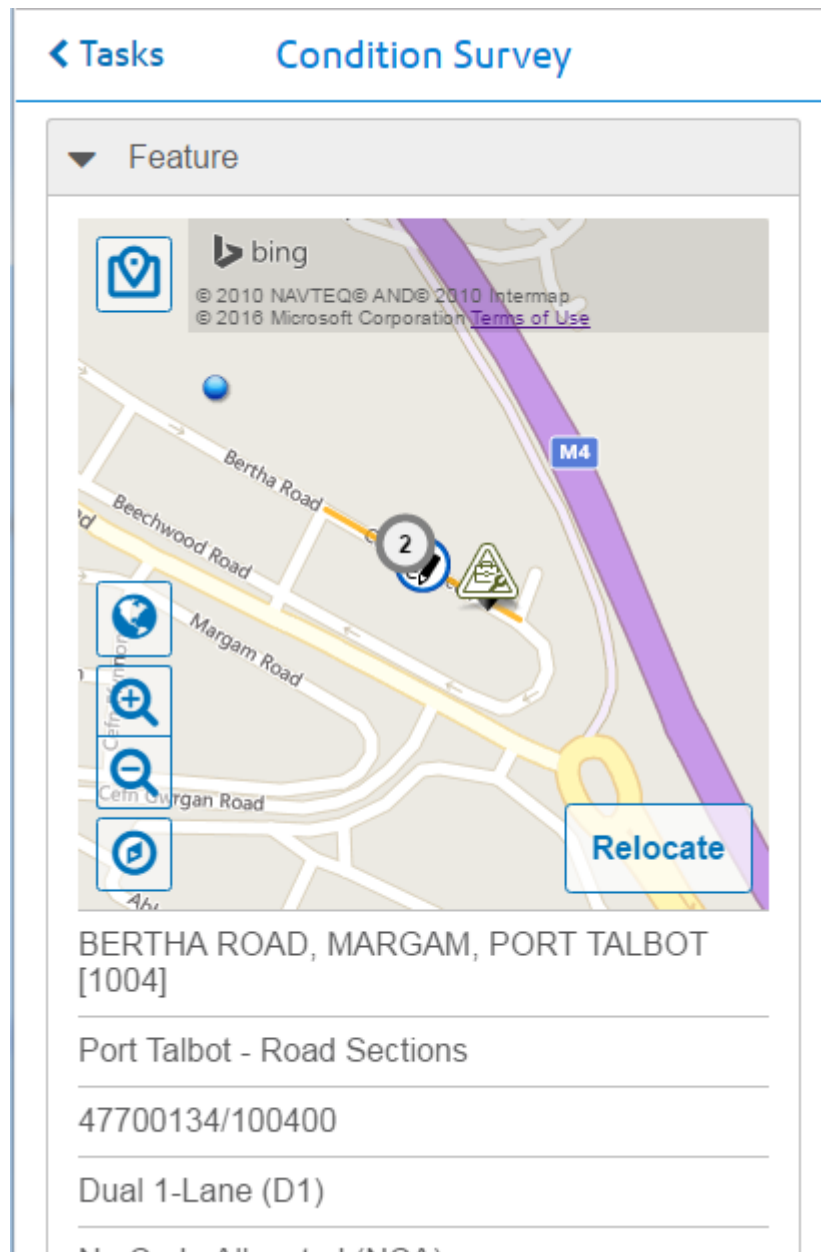 Tasks
Condition Survey
Feature
bing
© 2010 NAVTEQ© AND© 2010 Intermap
© 2016 Microsoft Corporation Terms of Use
M4
Bertha Road
2
Beechwood Road
Margam Road
Gwrgan Road
Relocate
BERTHA ROAD, MARGAM, PORT TALBOT
[1004]
Port Talbot - Road Sections
47700134/100400
Dual 1-Lane (D1)